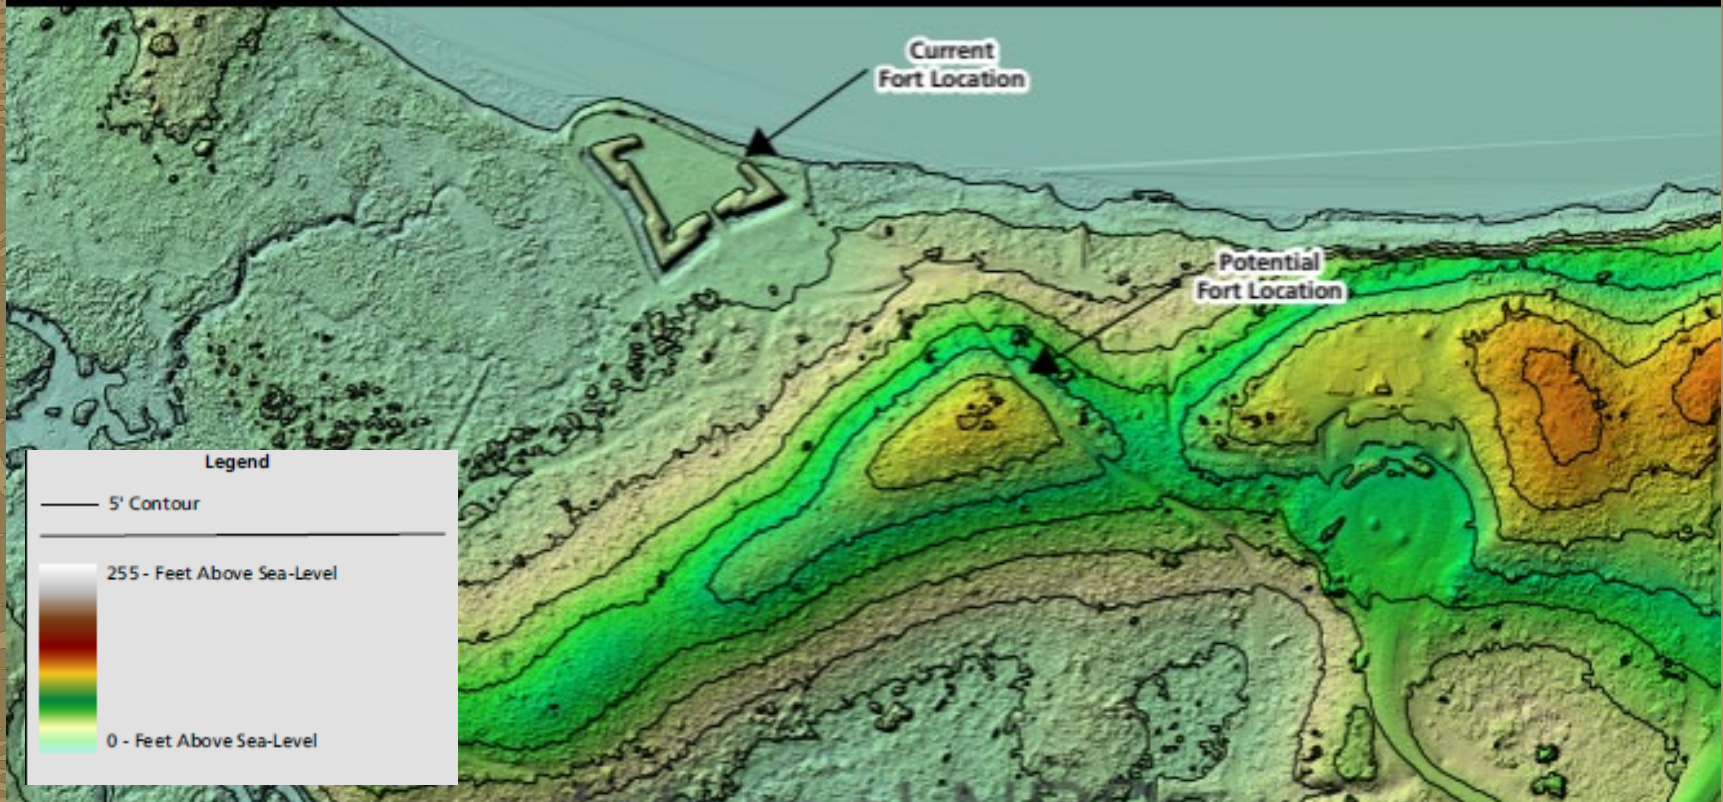 Current
Fort Location
Potential
Fort Location
Legend
5' Contour
255 - Feet Above Sea-Level
0 - Feet Above Sea-Level